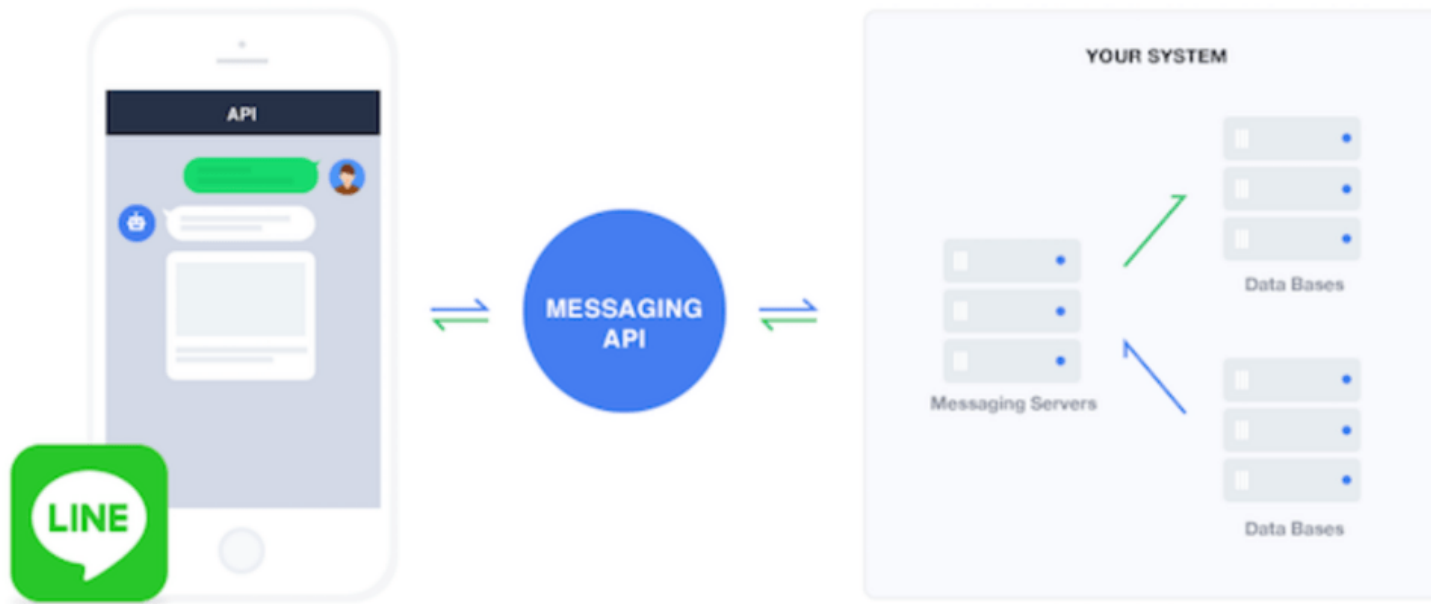 API
LINE
MESSAGING
API
YOUR SYSTEM
Messaging Servers
Data Bases
Data Bases